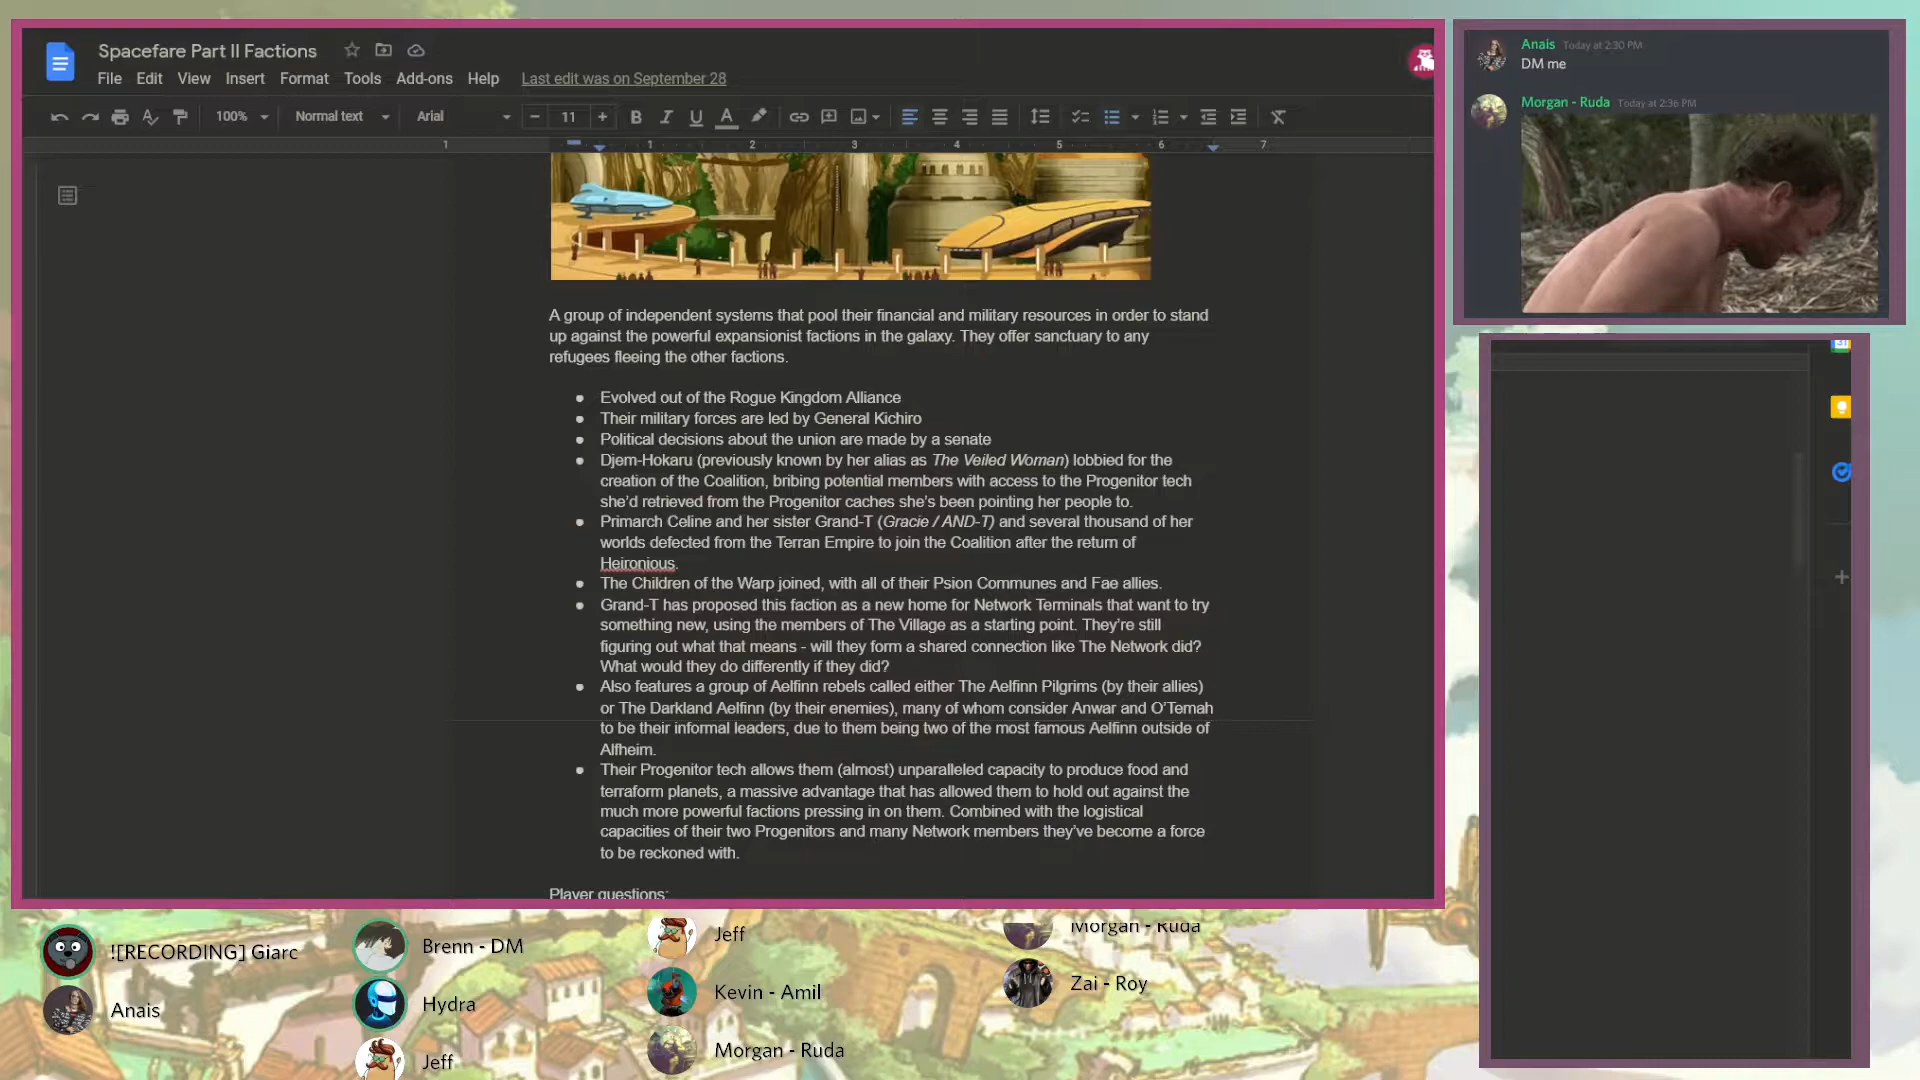 Spacefare Part II Factions
File Edit View Insert Format Tools Add-ons Help Last edit was on September 28
100% Normal text Arial 11
1 1 2 3 4 5 6 7
A group of independent systems that pool their financial and military resources in order to stand
up against the powerful expansionist factions in the galaxy. They offer sanctuary to any
refugees fleeing the other factions.
Evolved out of the Rogue Kingdom Alliance
Their military forces are led by General Kichiro
Political decisions about the union are made by a senate
Djem-Hokaru (previously known by her alias as The Veiled Woman) lobbied for the
creation of the Coalition, bribing potential members with access to the Progenitor tech
she'd retrieved from the Progenitor caches she's been pointing her people to.
Primarch Celine and her sister Grand-T (Gracie / AND-T) and several thousand of her
worlds defected from the Terran Empire to join the Coalition after the return of
Heironious.
The Children of the Warp joined, with all of their Psion Communes and Fae allies.
Grand-T has proposed this faction as a new home for Network Terminals that want to try
something new, using the members of The Village as a starting point. They're still
figuring out what that means - will they form a shared connection like The Network did?
What would they do differently if they did?
Also features a group of Aelfinn rebels called either The Aelfinn Pilgrims (by their allies)
or The Darkland Aelfinn (by their enemies), many of whom consider Anwar and O'Temah
to be their informal leaders, due to them being two of the most famous Aelfinn outside of
Alfheim.
Their Progenitor tech allows them (almost) unparalleled capacity to produce food and
terraform planets, a massive advantage that has allowed them to hold out against the
much more powerful factions pressing in on them. Combined with the logistical
capacities of their two Progenitors and many Network members they've become a force
to be reckoned with.
Player questions:
Anais Today at 2:30 PM
DM me
Morgan - Ruda Today at 2:36 PM
31
![RECORDING] Giarc
Anais
Brenn - DM
Hydra
Jeff
Jeff
Kevin - Amil
Morgan - Ruda
Morgan - Ruda
Zai - Roy